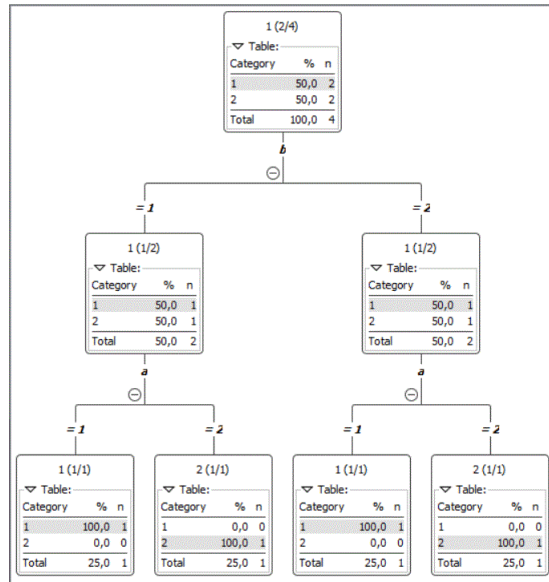 1 (2/4)
Table:
Category % n
1 50,0 2
2 50,0 2
Total 100,0 4
b
= 1
= 2
1 (1/2)
Table:
Category % n
1 50,0 1
2 50,0 1
Total 50,0 2
a
1 (1/2)
Table:
Category % n
1 50,0 1
2 50,0 1
Total 50,0 2
a
= 1
= 2
= 1
= 2
1 (1/1)
Table:
Category % n
1 100,0 1
2 0,0 0
Total 25,0 1
2 (1/1)
Table:
Category % n
1 0,0 0
2 100,0 1
Total 25,0 1
1 (1/1)
Table:
Category % n
1 100,0 1
2 0,0 0
Total 25,0 1
2 (1/1)
Table:
Category % n
1 0,0 0
2 100,0 1
Total 25,0 1